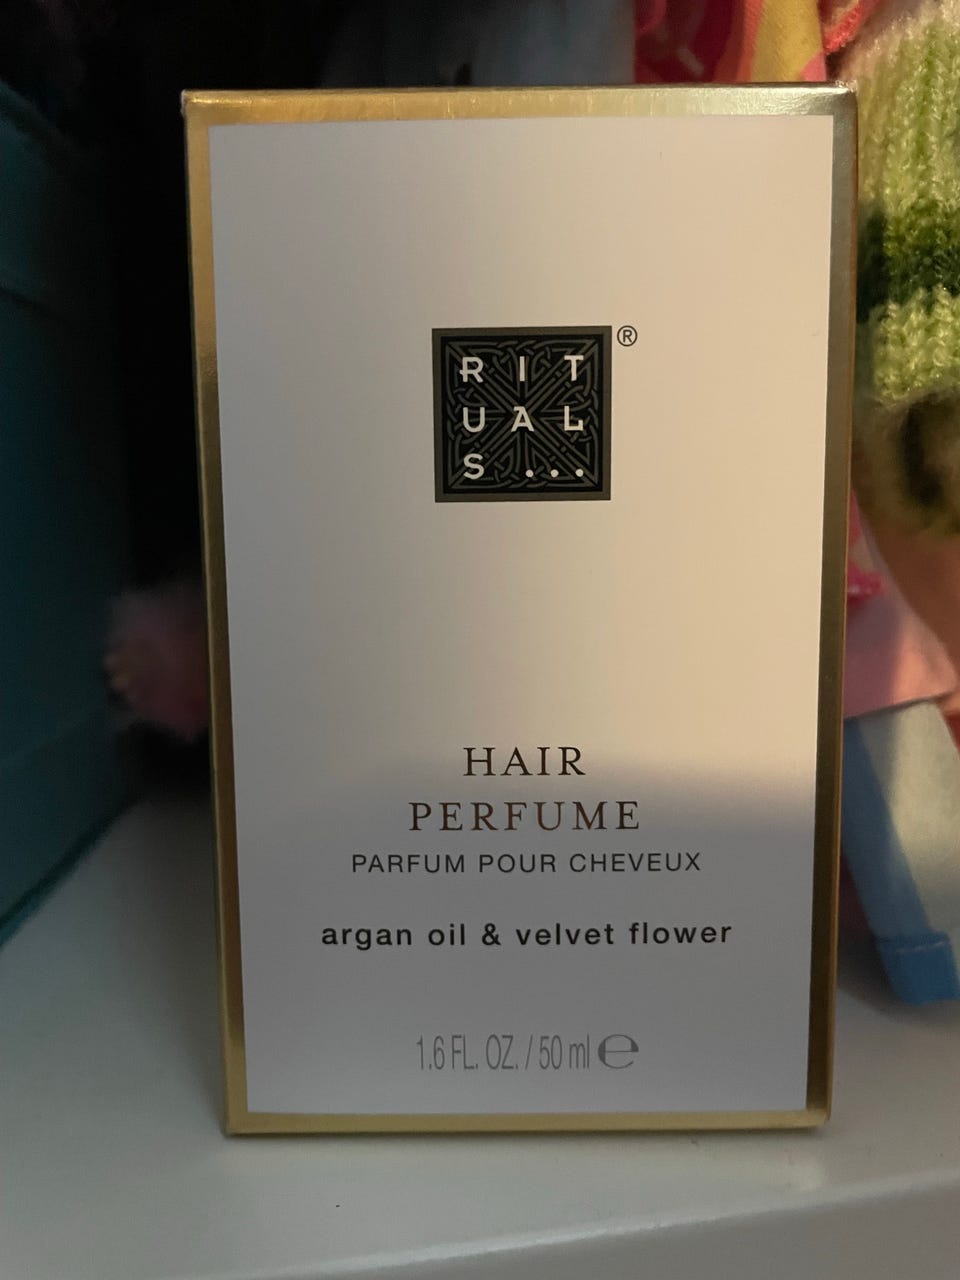 RIT
UAL
S...
®
HAIR
PERFUME
PARFUM POUR CHEVEUX
argan oil & velvet flower
1.6 FL. OZ. / 50 ml ℮